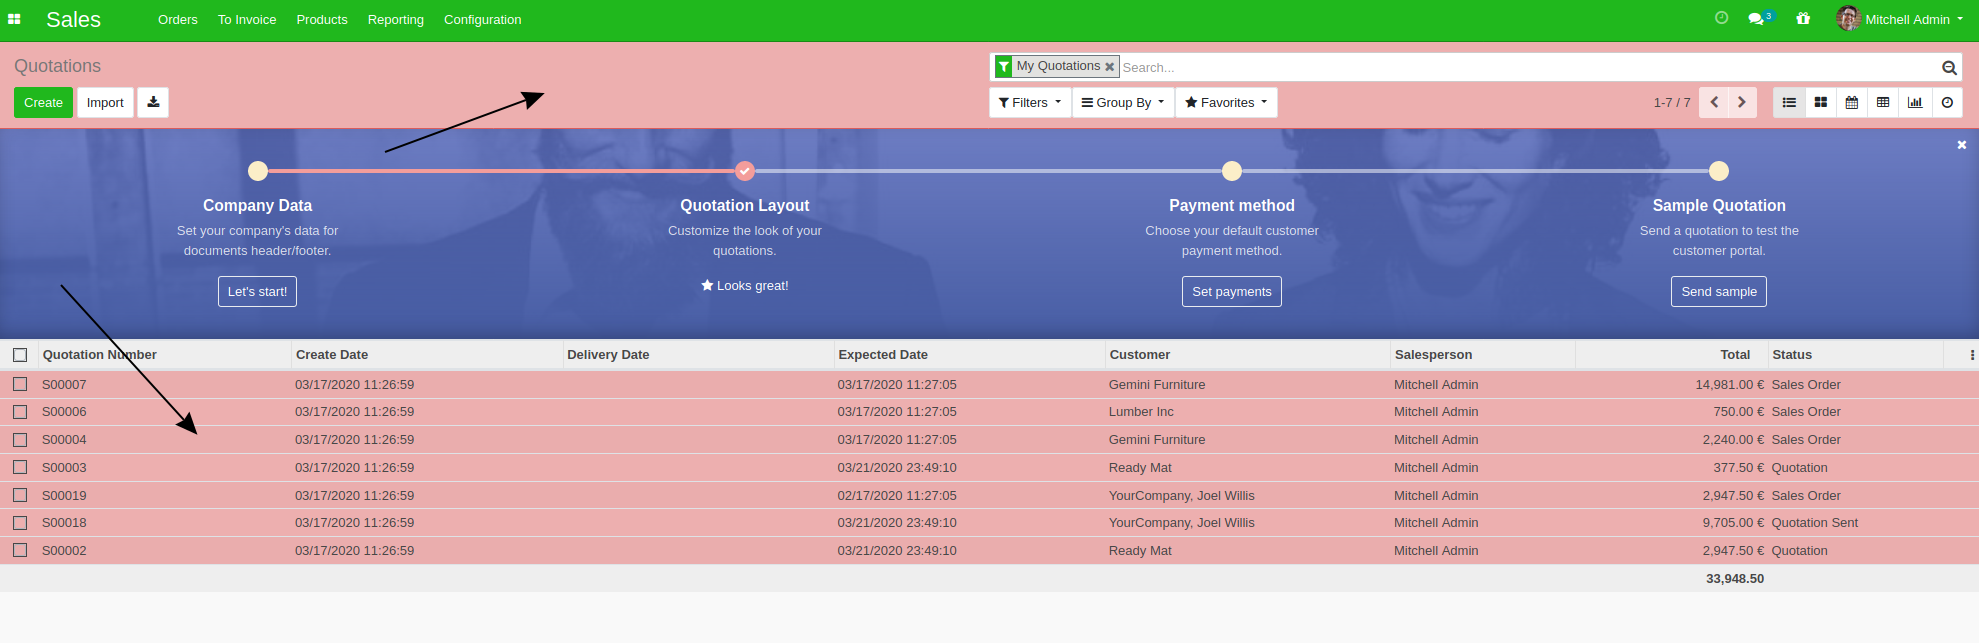 Sales Orders To Invoice Products Reporting Configuration 3 Mitchell Admin
Quotations
My Quotations Search...
Create Import Filters Group By Favorites 1-7 / 7
Company Data Quotation Layout Payment method Sample Quotation
Set your company's data for Customize the look of your Choose your default customer Send a quotation to test the
documents header/footer. quotations. payment method. customer portal.
Let's start! Looks great! Set payments Send sample
Quotation Number Create Date Delivery Date Expected Date Customer Salesperson Total Status
S00007 03/17/2020 11:26:59 03/17/2020 11:27:05 Gemini Furniture Mitchell Admin 14,981.00 € Sales Order
S00006 03/17/2020 11:26:59 03/17/2020 11:27:05 Lumber Inc Mitchell Admin 750.00 € Sales Order
S00004 03/17/2020 11:26:59 03/17/2020 11:27:05 Gemini Furniture Mitchell Admin 2,240.00 € Sales Order
S00003 03/17/2020 11:26:59 03/21/2020 23:49:10 Ready Mat Mitchell Admin 377.50 € Quotation
S00019 03/17/2020 11:26:59 02/17/2020 11:27:05 YourCompany, Joel Willis Mitchell Admin 2,947.50 € Sales Order
S00018 03/17/2020 11:26:59 03/21/2020 23:49:10 YourCompany, Joel Willis Mitchell Admin 9,705.00 € Quotation Sent
S00002 03/17/2020 11:26:59 03/21/2020 23:49:10 Ready Mat Mitchell Admin 2,947.50 € Quotation
33,948.50